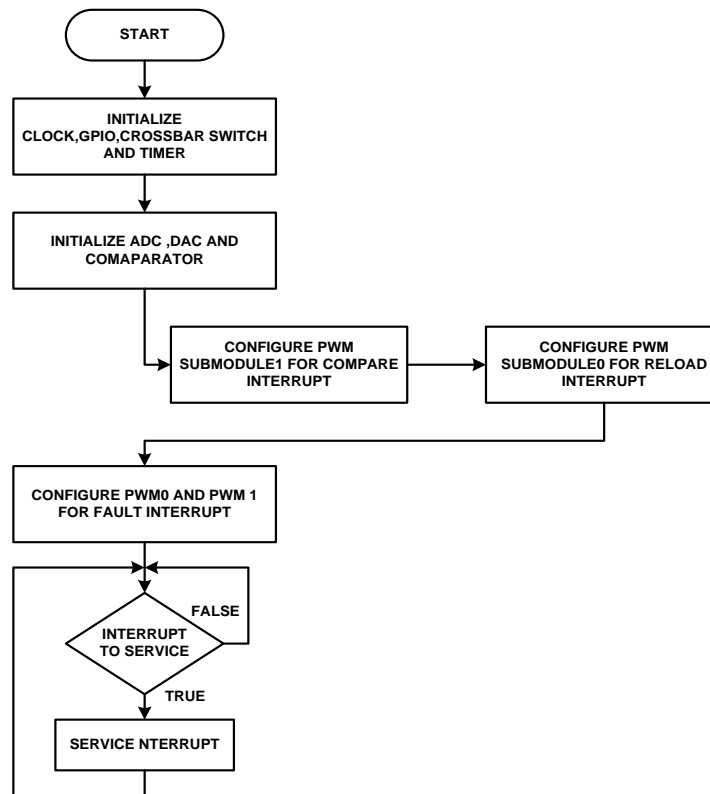 START
INITIALIZE
CLOCK,GPIO,CROSSBAR SWITCH
AND TIMER
INITIALIZE ADC ,DAC AND
COMAPARATOR
CONFIGURE PWM
SUBMODULE1 FOR COMPARE
INTERRUPT
CONFIGURE PWM
SUBMODULE0 FOR RELOAD
INTERRUPT
CONFIGURE PWM0 AND PWM 1
FOR FAULT INTERRUPT
FALSE
INTERRUPT
TO SERVICE
TRUE
SERVICE NTERRUPT